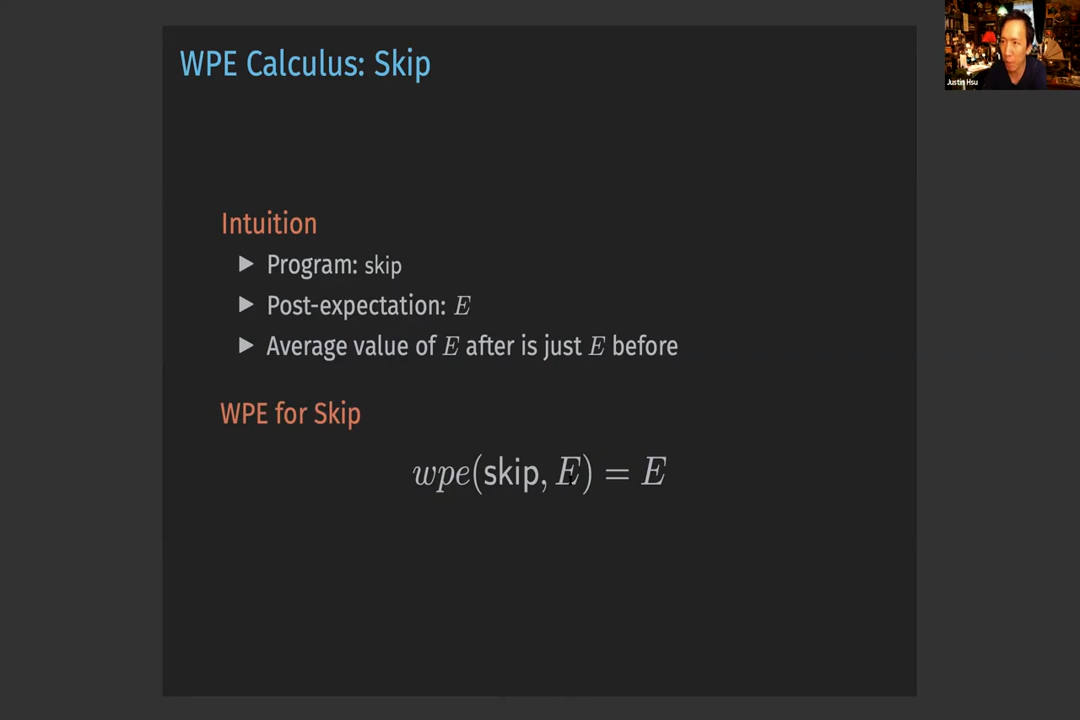 WPE Calculus: Skip
Justin Hsu
Intuition
▶ Program: skip
▶ Post-expectation: E
▶ Average value of E after is just E before
WPE for Skip
wpe(skip, E) = E